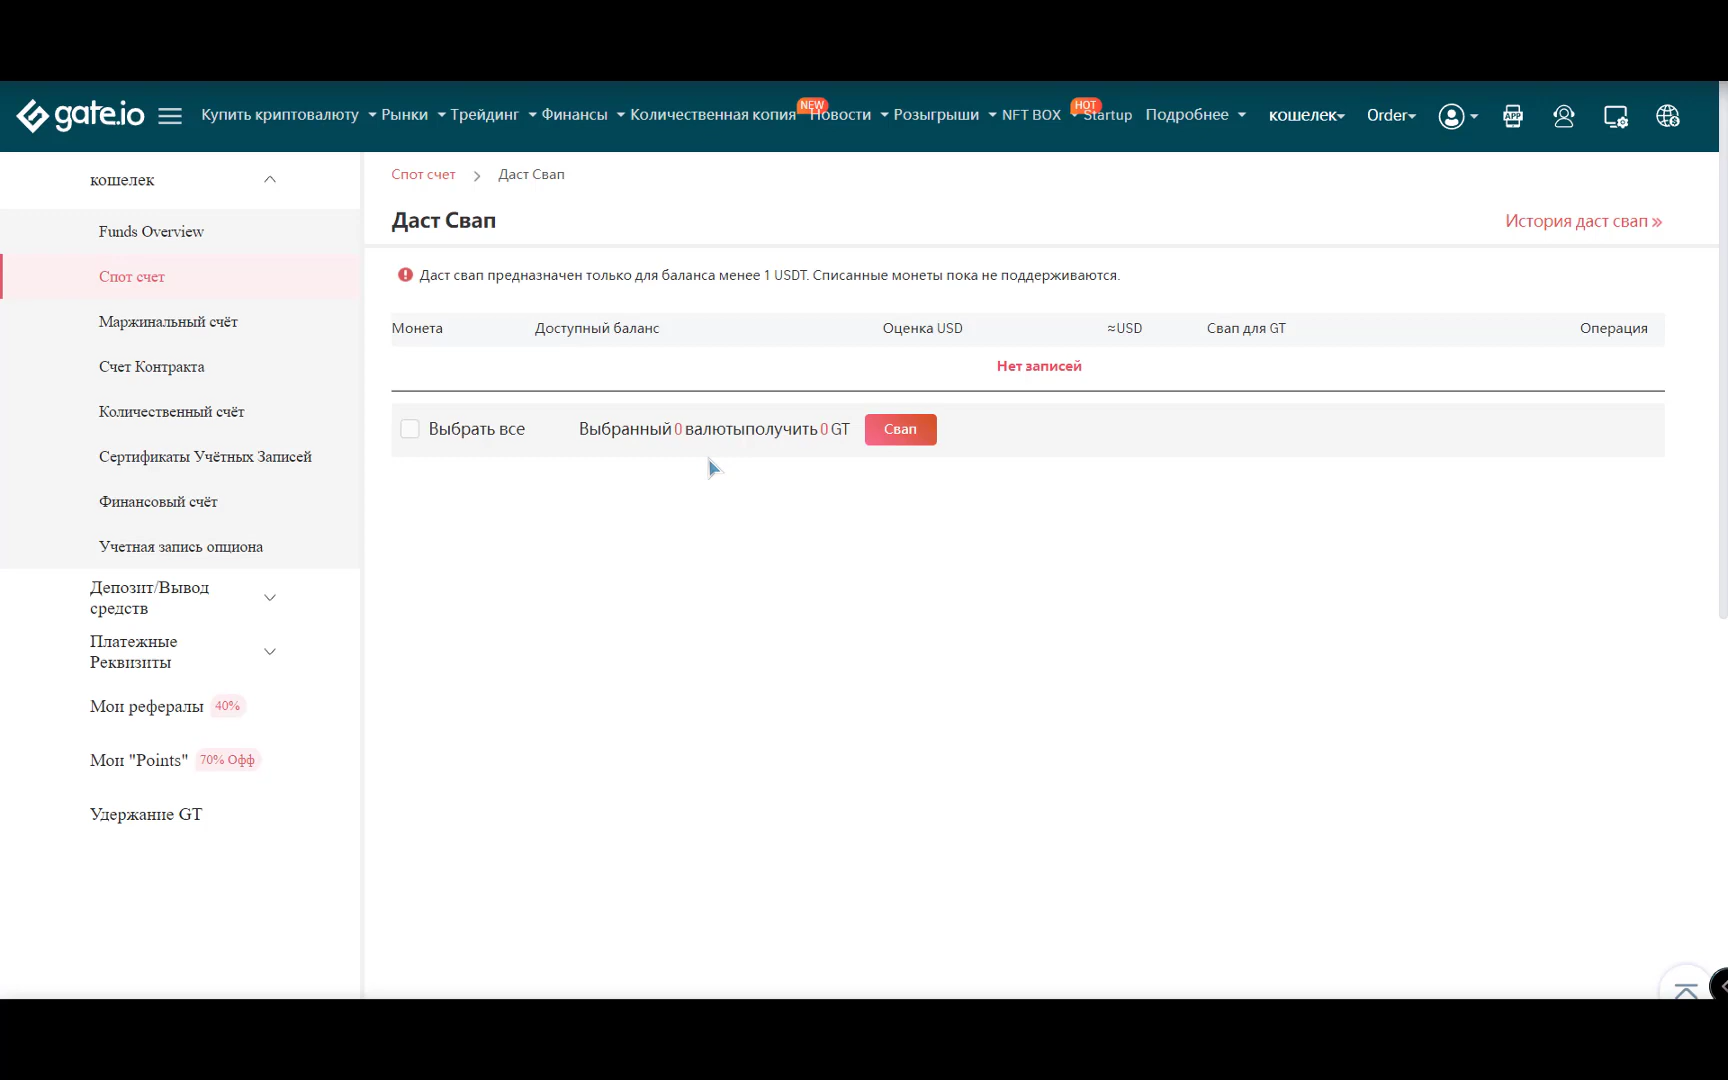 gate.io
Купить криптовалюту Рынки Трейдинг Финансы Количественная копия NEW Новости Розыгрыши NFT BOX HOT Startup Подробнее кошелек Order APP
кошелек
Funds Overview
Спот счет
Маржинальный счёт
Счет Контракта
Количественный счёт
Сертификаты Учётных Записей
Финансовый счёт
Учетная запись опциона
Депозит/Вывод
средств
Платежные
Реквизиты
Мои рефералы 40%
Мои "Points" 70% Офф
Удержание GT
Спот счет > Даст Свап
Даст Свап
История даст свап »
Даст свап предназначен только для баланса менее 1 USDT. Списанные монеты пока не поддерживаются.
Монета Доступный баланс Оценка USD ≈USD Свап для GT Операция
Нет записей
Выбрать все Выбранный 0 валютыполучить 0 GT Свап